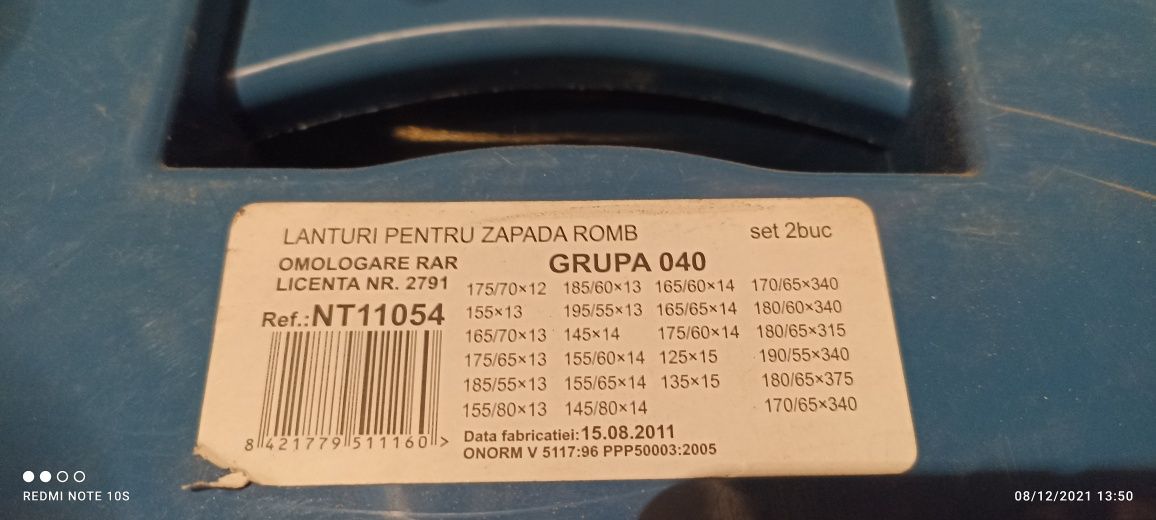 LANTURI PENTRU ZAPADA ROMB set 2buc
OMOLOGARE RAR GRUPA 040
LICENTA NR. 2791
Ref.:NT11054
175/70×12 185/60×13 165/60×14 170/65×340
155×13 195/55×13 165/65×14 180/60×340
165/70×13 145×14 175/60×14 180/65×315
175/65×13 155/60×14 125×15 190/55×340
185/55×13 155/65×14 135×15 180/65×375
155/80×13 145/80×14 170/65×340
8 421779 511160 >
Data fabricatiei: 15.08.2011
ONORM V 5117:96 PPP50003:2005
REDMI NOTE 10S
08/12/2021 13:50